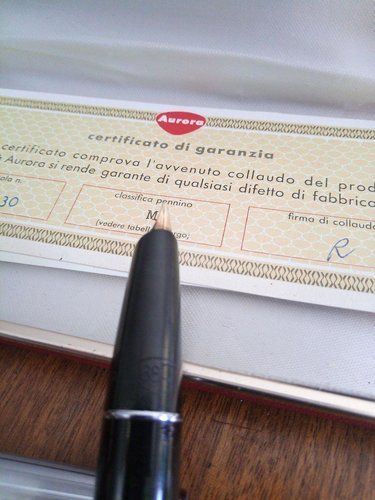 Aurora
certificato di garanzia
certificato comprova l'avvenuto collaudo del prod
Aurora si rende garante di qualsiasi difetto di fabbrica
n.
classifica pennino
firma di collaudo
30
M
R
(vedere